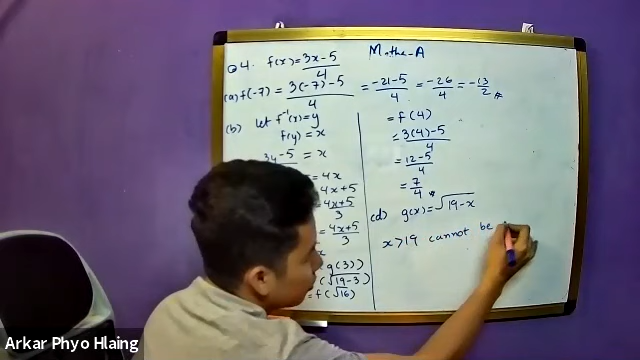 Q4. f(x) = 3x-5/4
Maths-A
(a) f(-7) = 3(-7)-5/4 = -21-5/4 = -26/4 = -13/2
(b) let f⁻¹(x)=y
f(y) = x
3y-5 = x
= 4x
4x+5
= 4x+5/3
= 4x+5/3
g(3))
(√19-3)
= f(√16)
= f(4)
= 3(4)-5/4
= 12-5/4
= 7/4
(d) g(x) = √19-x
x>19 cannot be
Arkar Phyo Hlaing